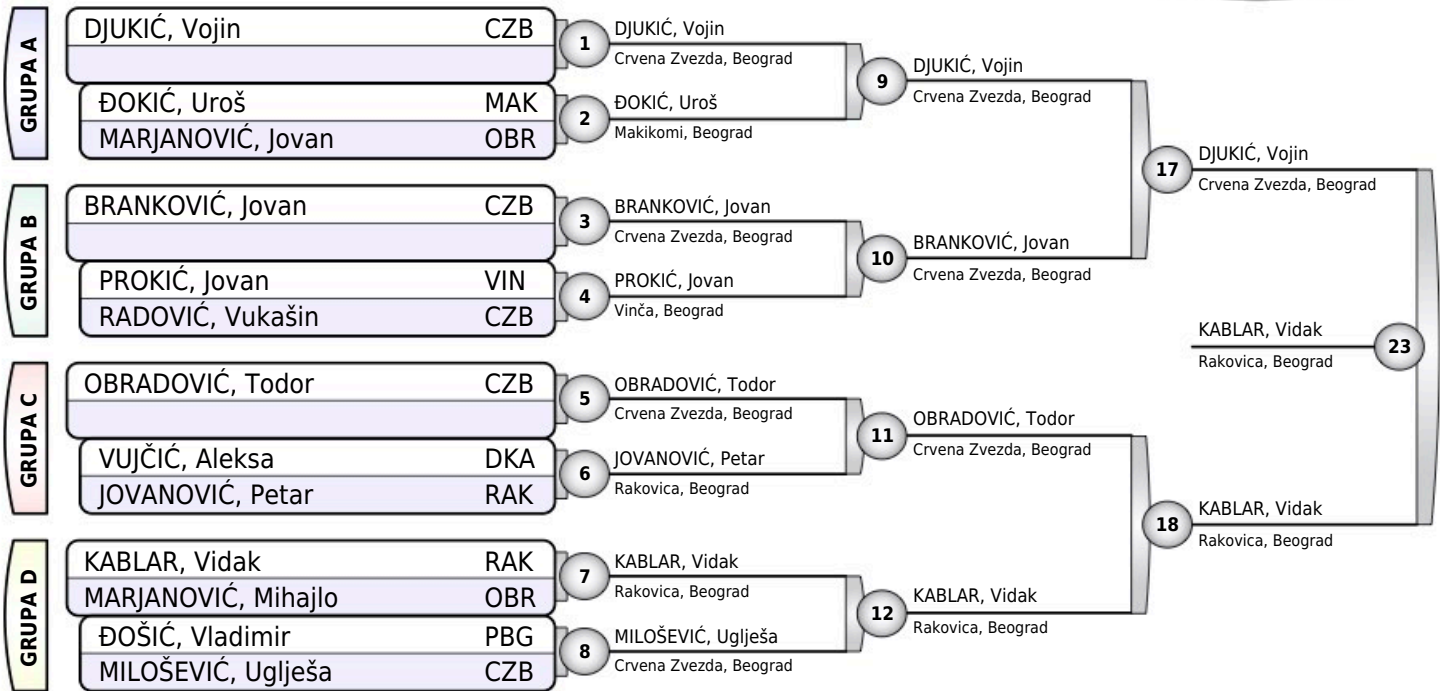 GRUPA A
DJUKIĆ, Vojin CZB
ĐOKIĆ, Uroš MAK
MARJANOVIĆ, Jovan OBR
GRUPA B
BRANKOVIĆ, Jovan CZB
PROKIĆ, Jovan VIN
RADOVIĆ, Vukašin CZB
GRUPA C
OBRADOVIĆ, Todor CZB
VUJČIĆ, Aleksa DKA
JOVANOVIĆ, Petar RAK
GRUPA D
KABLAR, Vidak RAK
MARJANOVIĆ, Mihajlo OBR
ĐOŠIĆ, Vladimir PBG
MILOŠEVIĆ, Uglješa CZB
1
DJUKIĆ, Vojin
Crvena Zvezda, Beograd
2
ĐOKIĆ, Uroš
Makikomi, Beograd
3
BRANKOVIĆ, Jovan
Crvena Zvezda, Beograd
4
PROKIĆ, Jovan
Vinča, Beograd
5
OBRADOVIĆ, Todor
Crvena Zvezda, Beograd
6
JOVANOVIĆ, Petar
Rakovica, Beograd
7
KABLAR, Vidak
Rakovica, Beograd
8
MILOŠEVIĆ, Uglješa
Crvena Zvezda, Beograd
9
DJUKIĆ, Vojin
Crvena Zvezda, Beograd
10
BRANKOVIĆ, Jovan
Crvena Zvezda, Beograd
11
OBRADOVIĆ, Todor
Crvena Zvezda, Beograd
12
KABLAR, Vidak
Rakovica, Beograd
17
DJUKIĆ, Vojin
Crvena Zvezda, Beograd
18
KABLAR, Vidak
Rakovica, Beograd
KABLAR, Vidak
Rakovica, Beograd
23